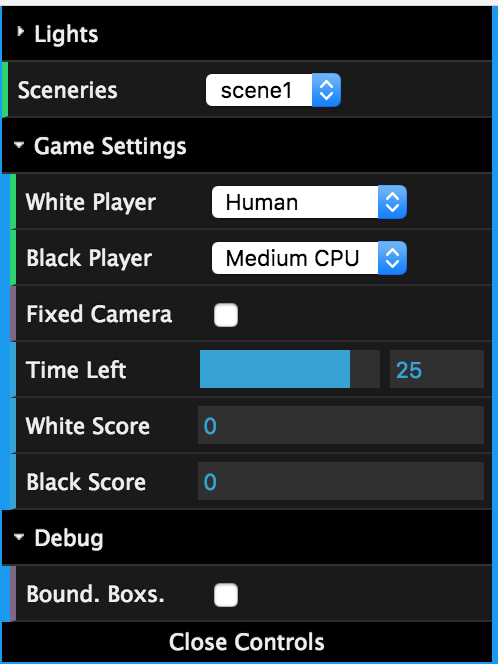 Lights
Sceneries scene1
Game Settings
White Player Human
Black Player Medium CPU
Fixed Camera
Time Left 25
White Score 0
Black Score 0
Debug
Bound. Boxs.
Close Controls